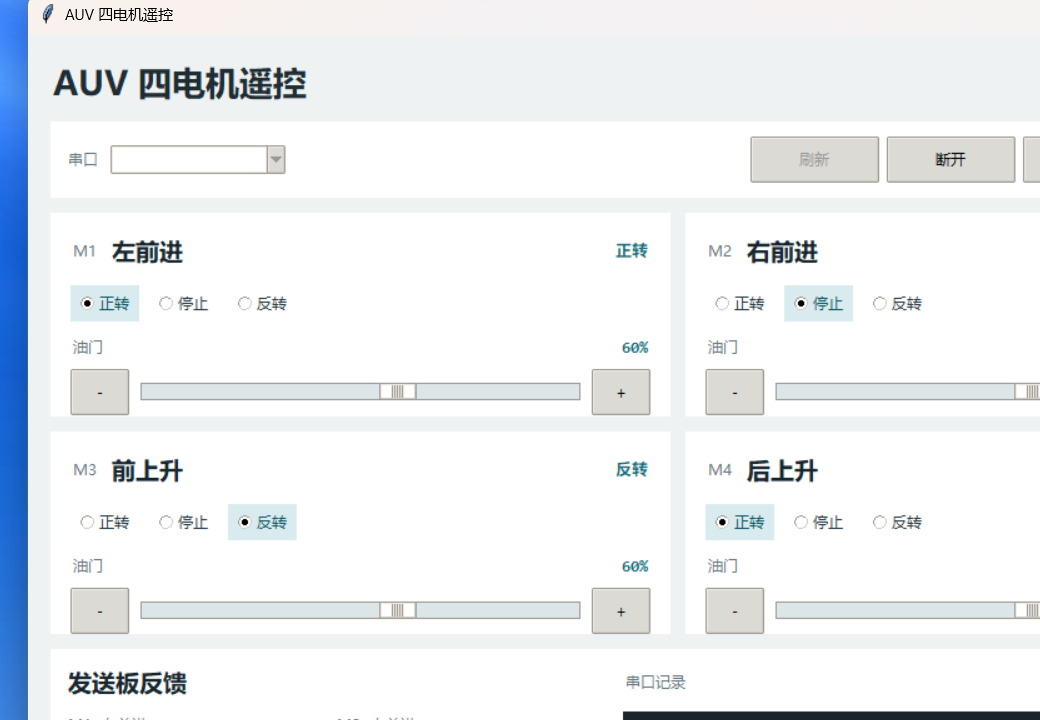 AUV 四电机遥控
AUV 四电机遥控
串口 刷新 断开
M1 左前进 正转
正转 停止 反转
油门 60%
- +
M2 右前进
正转 停止 反转
油门
-
M3 前上升 反转
正转 停止 反转
油门 60%
- +
M4 后上升
正转 停止 反转
油门
-
发送板反馈
串口记录